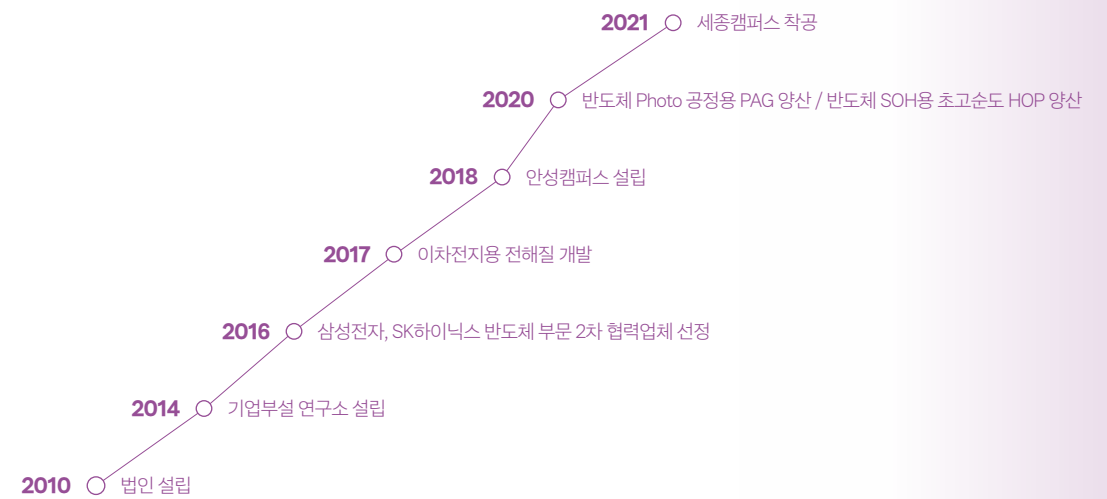 2021 세종캠퍼스 착공
2020 반도체 Photo 공정용 PAG 양산 / 반도체 SOH용 초고순도 HOP 양산
2018 안성캠퍼스 설립
2017 이차전지용 전해질 개발
2016 삼성전자, SK하이닉스 반도체 부문 2차 협력업체 선정
2014 기업부설 연구소 설립
2010 법인 설립